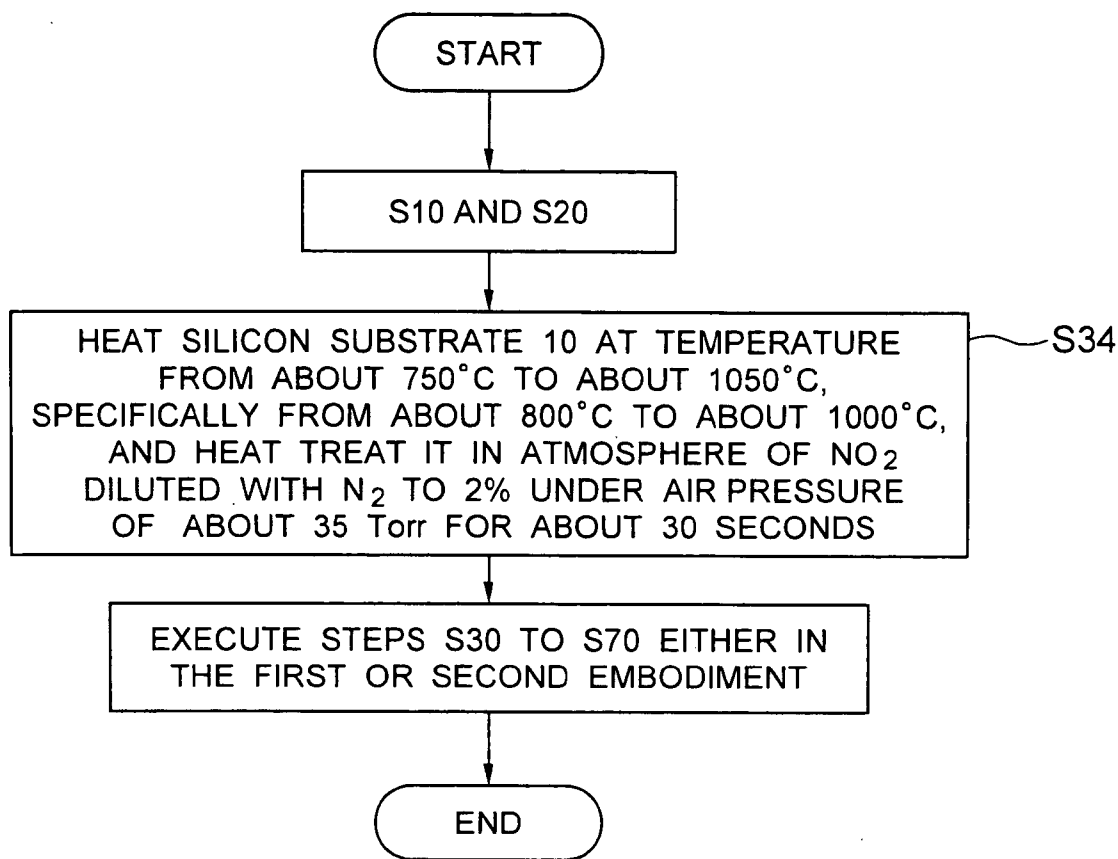 START
S10 AND S20
HEAT SILICON SUBSTRATE 10 AT TEMPERATURE
FROM ABOUT 750°C TO ABOUT 1050°C,
SPECIFICALLY FROM ABOUT 800°C TO ABOUT 1000°C,
AND HEAT TREAT IT IN ATMOSPHERE OF NO2
DILUTED WITH N2 TO 2% UNDER AIR PRESSURE
OF ABOUT 35 Torr FOR ABOUT 30 SECONDS
S34
EXECUTE STEPS S30 TO S70 EITHER IN
THE FIRST OR SECOND EMBODIMENT
END